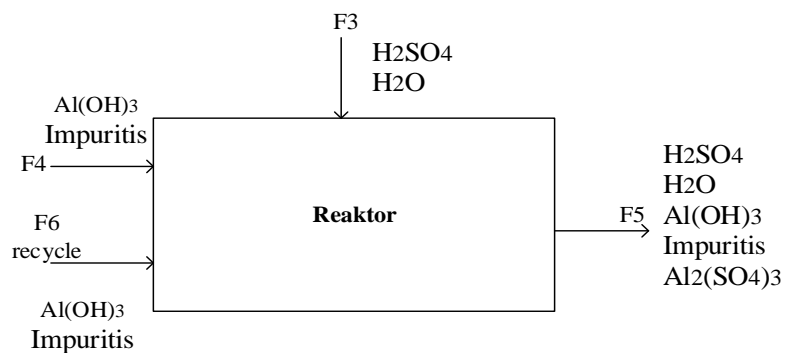 F3
H2SO4
H2O
Al(OH)3
Impuritis
F4
F6
recycle
Al(OH)3
Impuritis
Reaktor
F5
H2SO4
H2O
Al(OH)3
Impuritis
Al2(SO4)3